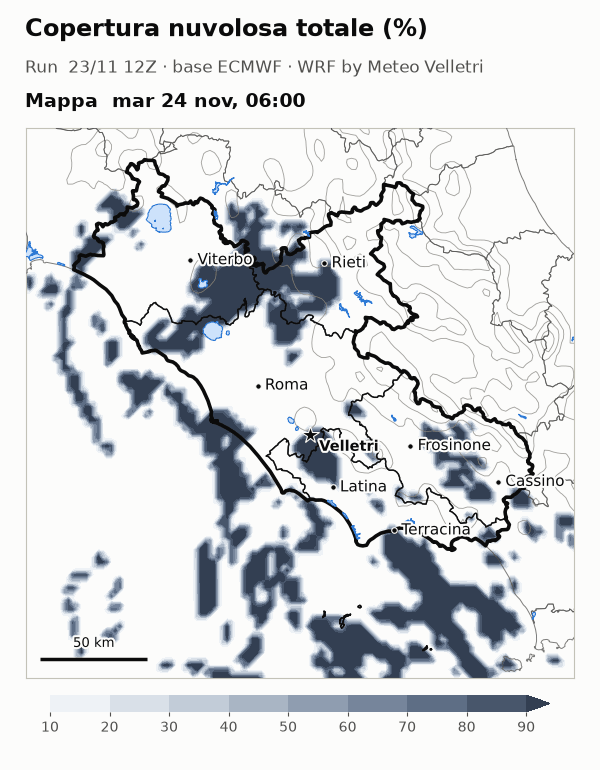 Copertura nuvolosa totale (%)
Run  23/11 12Z · base ECMWF · WRF by Meteo Velletri
Mappa  mar 24 nov, 06:00
Viterbo
Rieti
Roma
Velletri
Frosinone
Latina
Cassino
Terracina
50 km
10 20 30 40 50 60 70 80 90